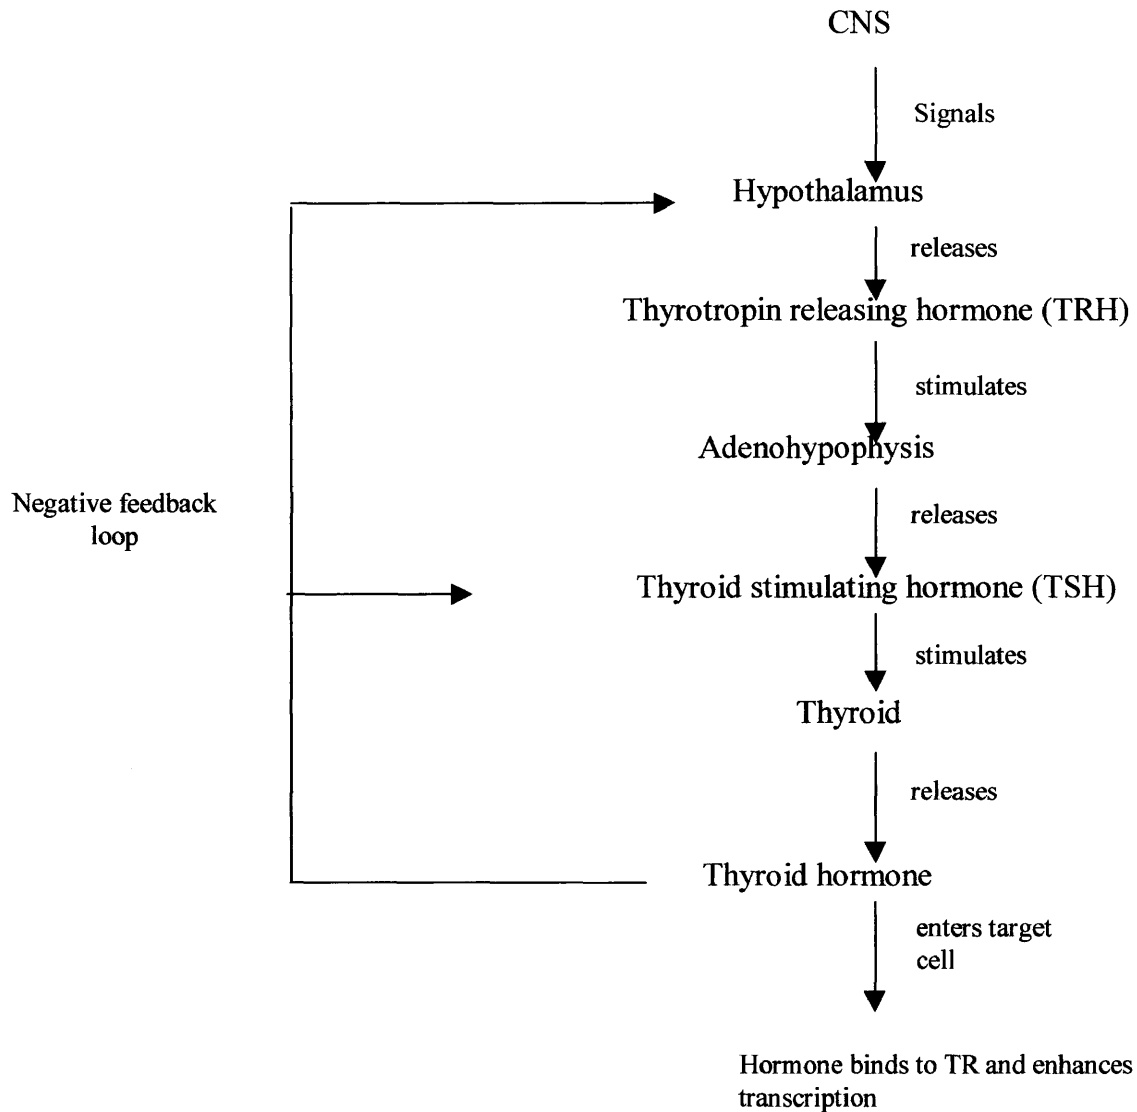 CNS
Signals
Hypothalamus
releases
Thyrotropin releasing hormone (TRH)
stimulates
Adenohypophysis
Negative feedback
loop
releases
Thyroid stimulating hormone (TSH)
stimulates
Thyroid
releases
Thyroid hormone
enters target
cell
Hormone binds to TR and enhances
transcription